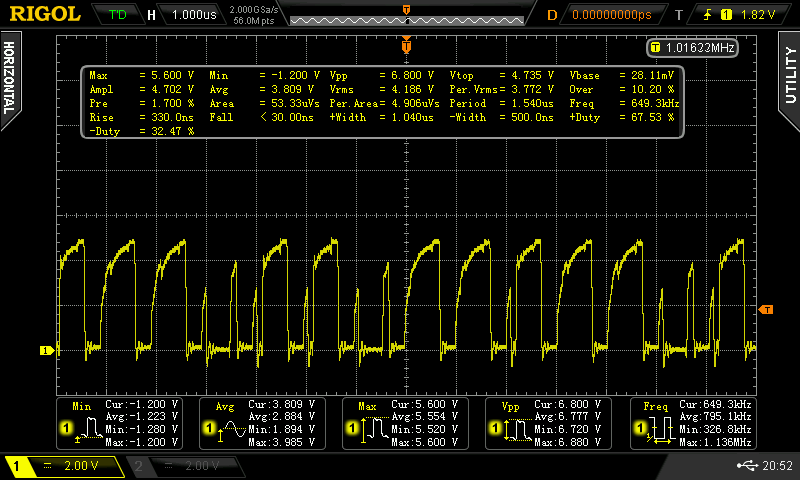 RIGOL T'D H 1.000us 2.000GSa/s 56.0M pts D 0.00000000ps T 1 1.82 V
T 1.01633MHz
HORIZONTAL
UTILITY
Max = 5.600 V Min = -1.200 V Vpp = 6.800 V Vtop = 4.735 V Vbase = 28.11mV
Ampl = 4.702 V Avg = 3.809 V Vrms = 4.186 V Per.Vrms= 3.772 V Over = 10.20 %
Pre = 1.700 % Area = 53.33uVs Per.Area= 4.906uVs Period = 1.540us Freq = 649.3kHz
Rise = 330.0ns Fall < 30.00ns +Width = 1.040us -Width = 500.0ns +Duty = 67.53 %
-Duty = 32.47 %
T
T
1
Min Cur:-1.200 V
Avg:-1.223 V
Min:-1.280 V
Max:-1.200 V
1
Avg Cur:3.809 V
Avg:2.884 V
Min:1.894 V
Max:3.985 V
1
Max Cur:5.600 V
Avg:5.554 V
Min:5.520 V
Max:5.600 V
1
Vpp Cur:6.800 V
Avg:6.777 V
Min:6.720 V
Max:6.880 V
1
Freq Cur:649.3kHz
Avg:795.1kHz
Min:326.8kHz
Max:1.136MHz
1
1 = 2.00 V 2 = 2.00 V 20:52